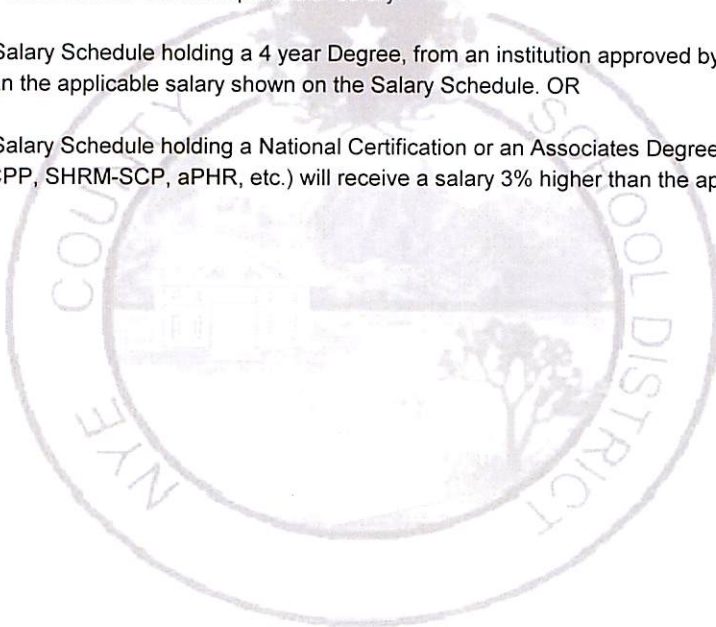 Salary Schedule holding a 4 year Degree, from an institution approved by
n the applicable salary shown on the Salary Schedule. OR
Salary Schedule holding a National Certification or an Associates Degree
CPP, SHRM-SCP, aPHR, etc.) will receive a salary 3% higher than the ap
NYE COUNTY SCHOOL DISTRICT